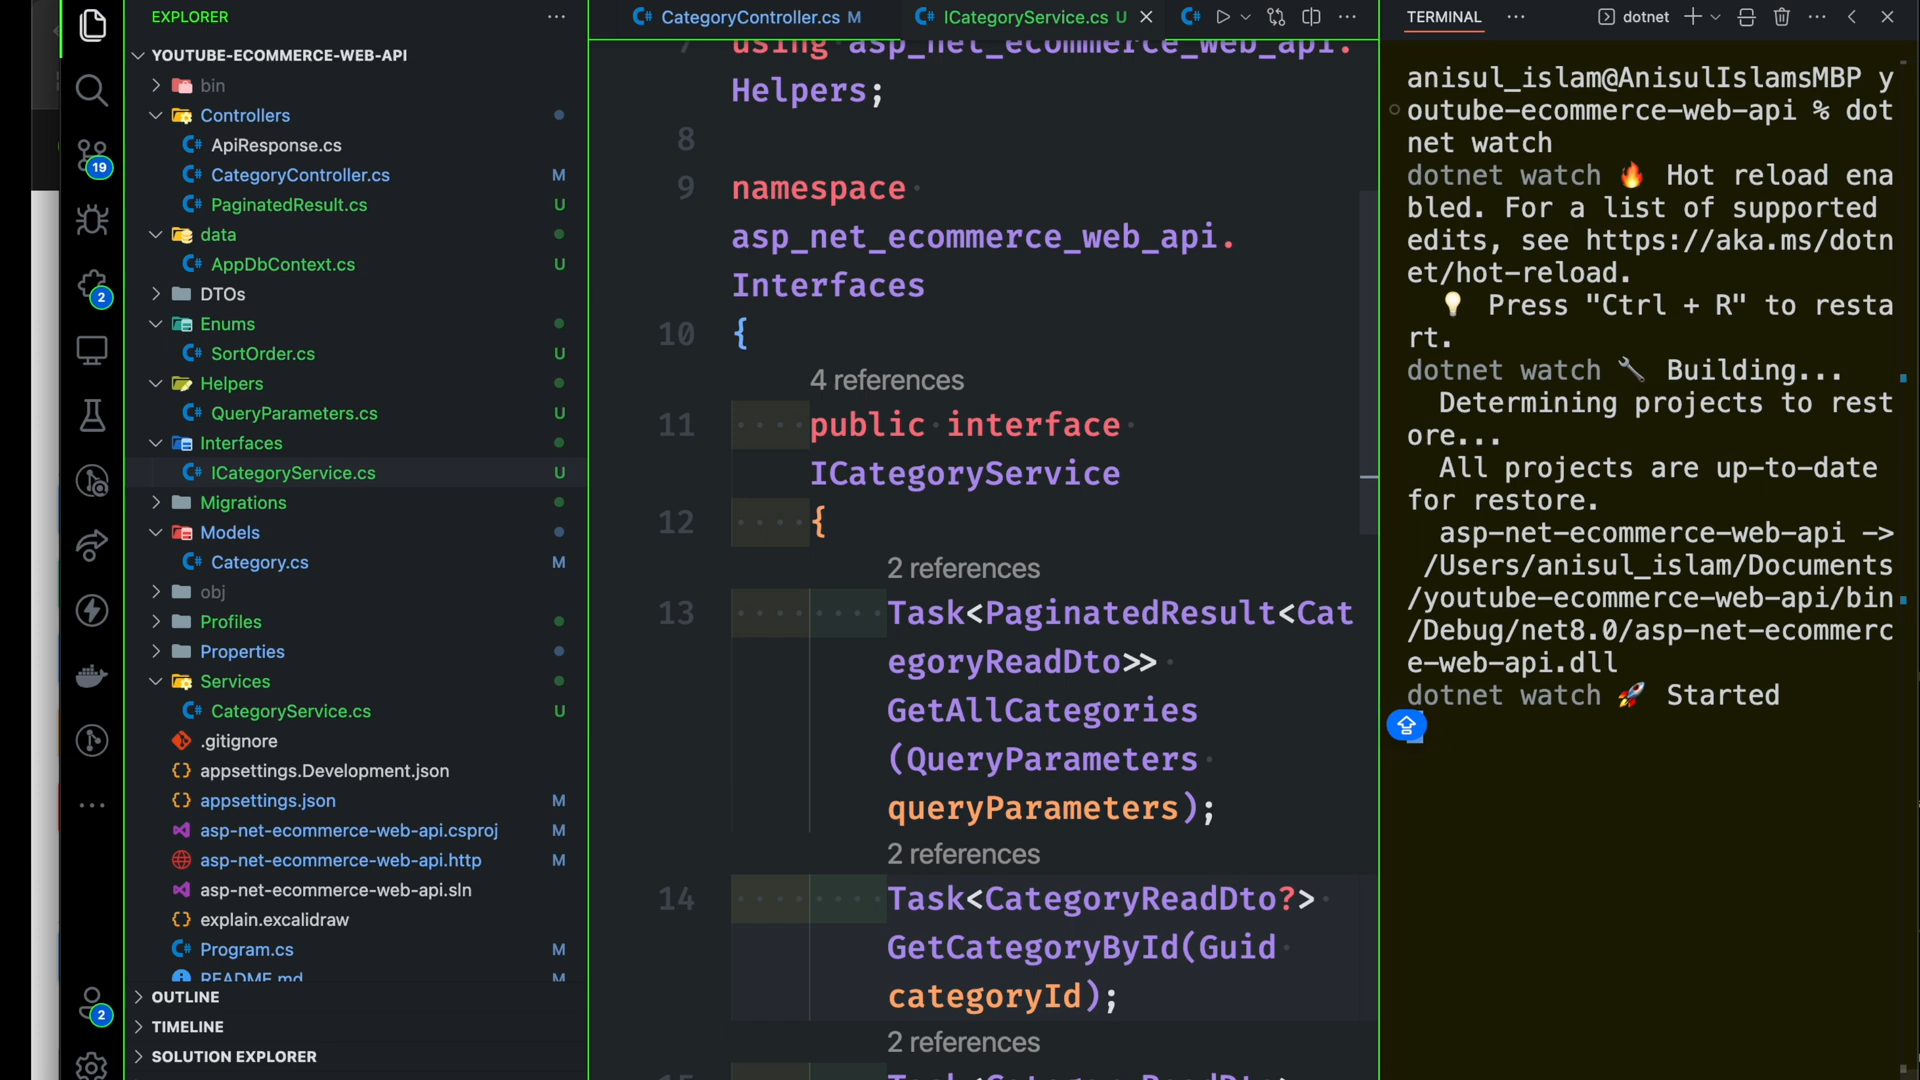 EXPLORER
YOUTUBE-ECOMMERCE-WEB-API
bin
Controllers
ApiResponse.cs
CategoryController.cs M
PaginatedResult.cs U
data
AppDbContext.cs U
DTOs
Enums
SortOrder.cs U
Helpers
QueryParameters.cs U
Interfaces
ICategoryService.cs U
Migrations
Models
Category.cs M
obj
Profiles
Properties
Services
CategoryService.cs U
.gitignore
appsettings.Development.json
appsettings.json M
asp-net-ecommerce-web-api.csproj M
asp-net-ecommerce-web-api.http M
asp-net-ecommerce-web-api.sln
explain.excalidraw
Program.cs M
README.md M
OUTLINE
TIMELINE
SOLUTION EXPLORER
19
2
2
CategoryController.cs M
ICategoryService.cs U
7 using asp_net_ecommerce_web_api.
Helpers;
8
9 namespace
asp_net_ecommerce_web_api.
Interfaces
10 {
4 references
11 public interface
ICategoryService
12 {
2 references
13 Task<PaginatedResult<Cat
egoryReadDto>>
GetAllCategories
(QueryParameters
queryParameters);
2 references
14 Task<CategoryReadDto?>
GetCategoryById(Guid
categoryId);
2 references
TERMINAL
dotnet
anisul_islam@AnisulIslamsMBP y
outube-ecommerce-web-api % dot
net watch
dotnet watch 🔥 Hot reload ena
bled. For a list of supported
edits, see https://aka.ms/dotn
et/hot-reload.
💡 Press "Ctrl + R" to resta
rt.
dotnet watch 🔧 Building...
Determining projects to rest
ore...
All projects are up-to-date
for restore.
asp-net-ecommerce-web-api ->
/Users/anisul_islam/Documents
/youtube-ecommerce-web-api/bin
/Debug/net8.0/asp-net-ecommerc
e-web-api.dll
dotnet watch 🚀 Started